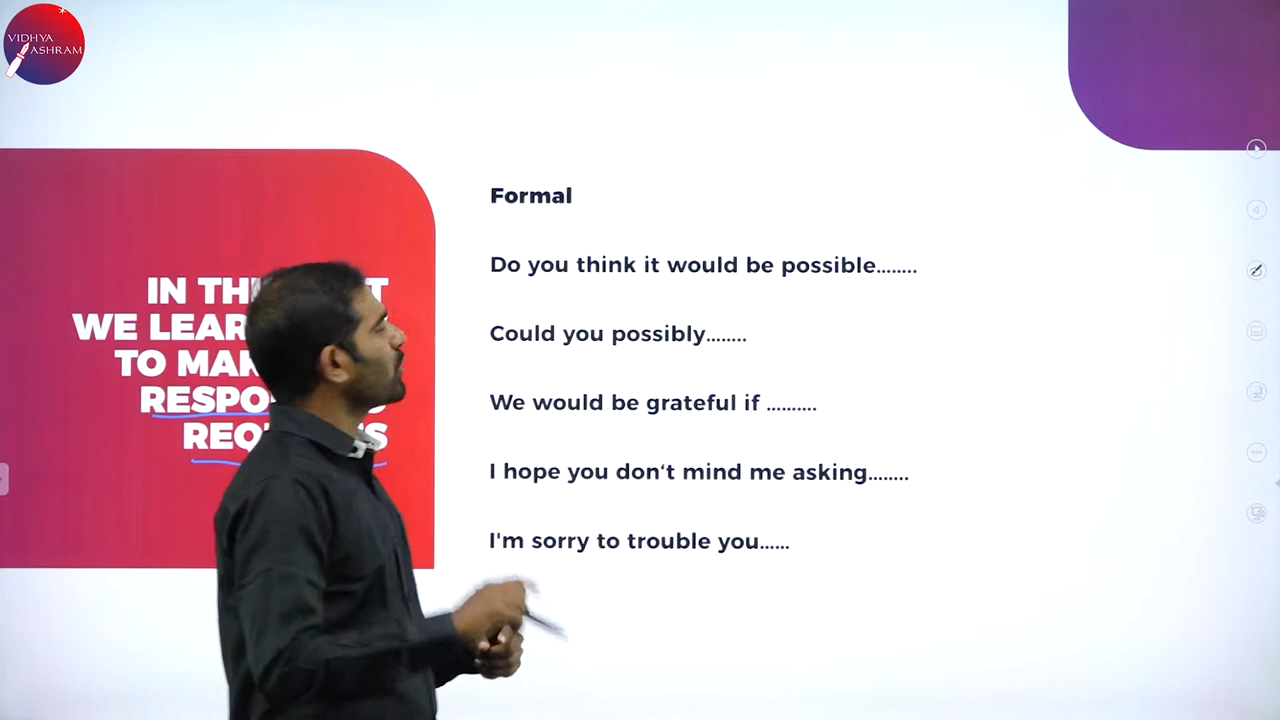 VIDHYA
ASHRAM
IN
WE
TO
Formal
Do you think it would be possible........
Could you possibly........
We would be grateful if ..........
I hope you don‘t mind me asking........
I'm sorry to trouble you......